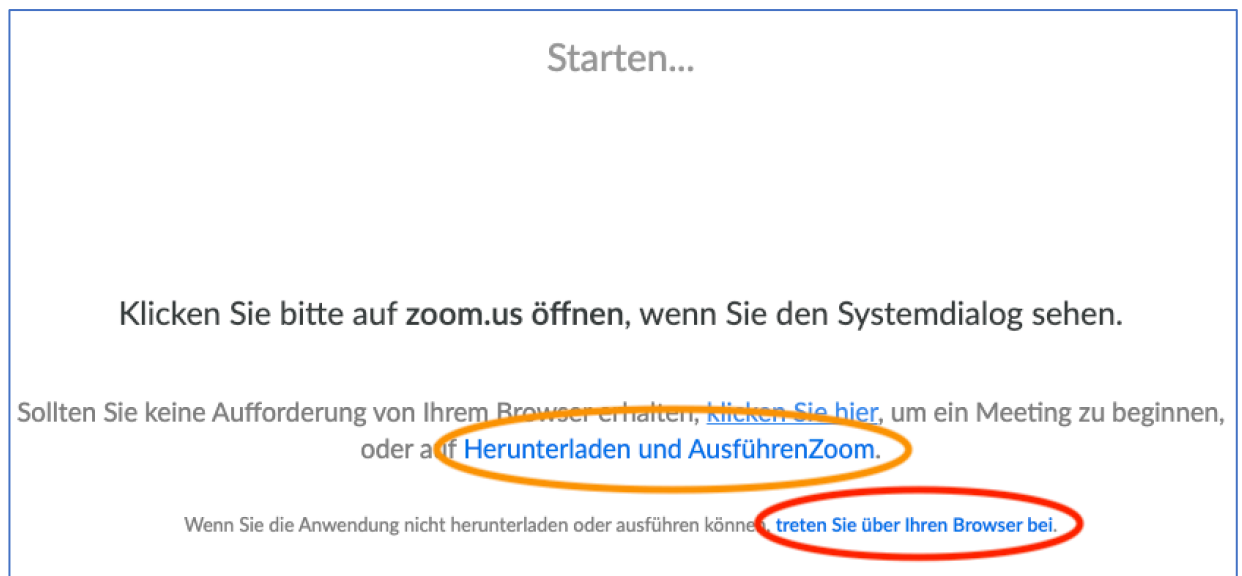 Starten...
Klicken Sie bitte auf zoom.us öffnen, wenn Sie den Systemdialog sehen.
Sollten Sie keine Aufforderung von Ihrem Browser erhalten, klicken Sie hier, um ein Meeting zu beginnen,
oder auf Herunterladen und AusführenZoom.
Wenn Sie die Anwendung nicht herunterladen oder ausführen können, treten Sie über Ihren Browser bei.